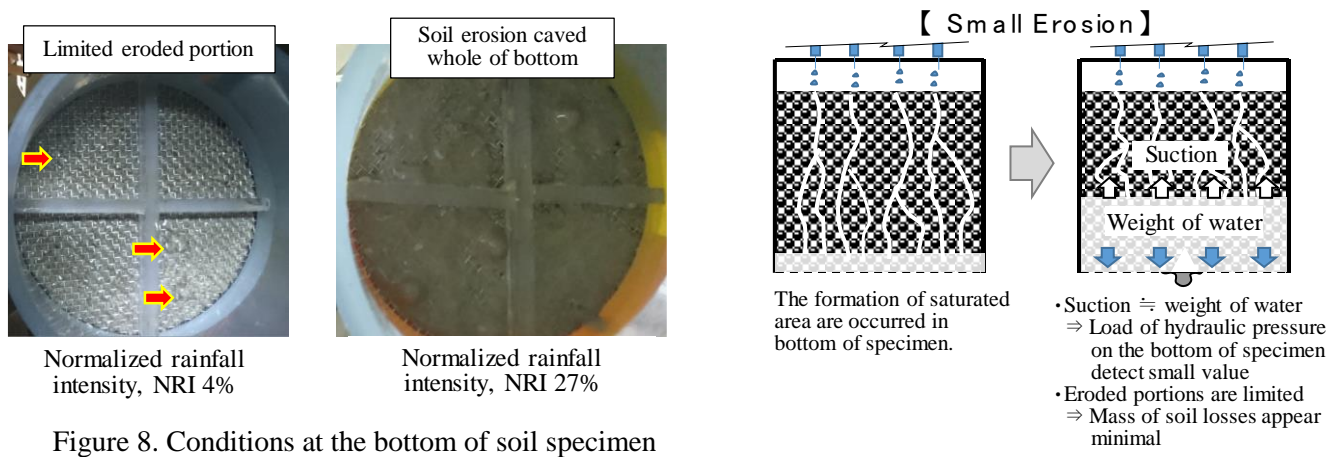 Limited eroded portion
Soil erosion caved
whole of bottom
Normalized rainfall
intensity, NRI 4%
Normalized rainfall
intensity, NRI 27%
Figure 8. Conditions at the bottom of soil specimen
【 Small Erosion】
Suction
Weight of water
The formation of saturated
area are occurred in
bottom of specimen.
・Suction ≒ weight of water
⇒ Load of hydraulic pressure
on the bottom of specimen
detect small value
・Eroded portions are limited
⇒ Mass of soil losses appear
minimal